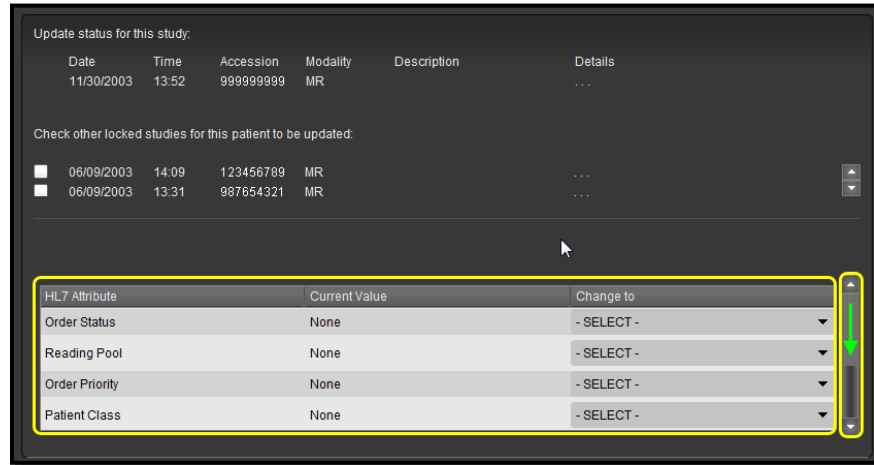 Update status for this study:
Date Time Accession Modality Description Details
11/30/2003 13:52 999999999 MR ...
Check other locked studies for this patient to be updated:
06/09/2003 14:09 123456789 MR ...
06/09/2003 13:31 987654321 MR ...
HL7 Attribute Current Value Change to
Order Status None - SELECT -
Reading Pool None - SELECT -
Order Priority None - SELECT -
Patient Class None - SELECT -